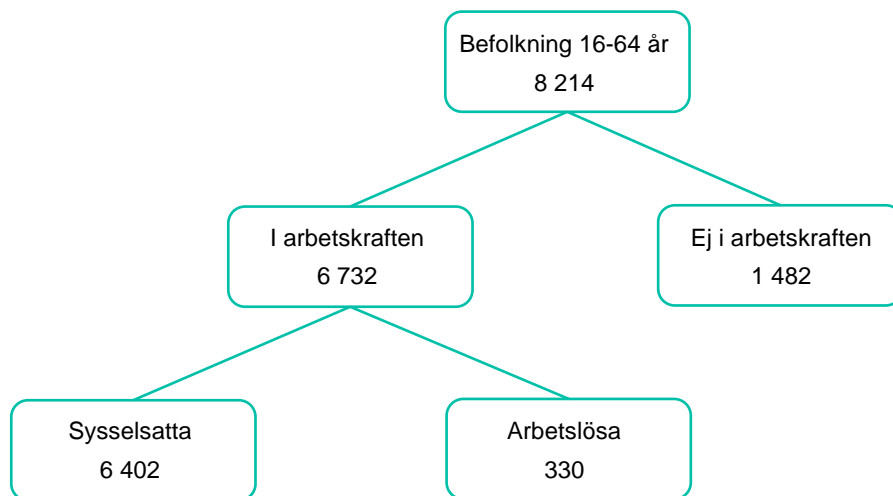 Befolkning 16-64 år
8 214
I arbetskraften
6 732
Ej i arbetskraften
1 482
Sysselsatta
6 402
Arbetslösa
330